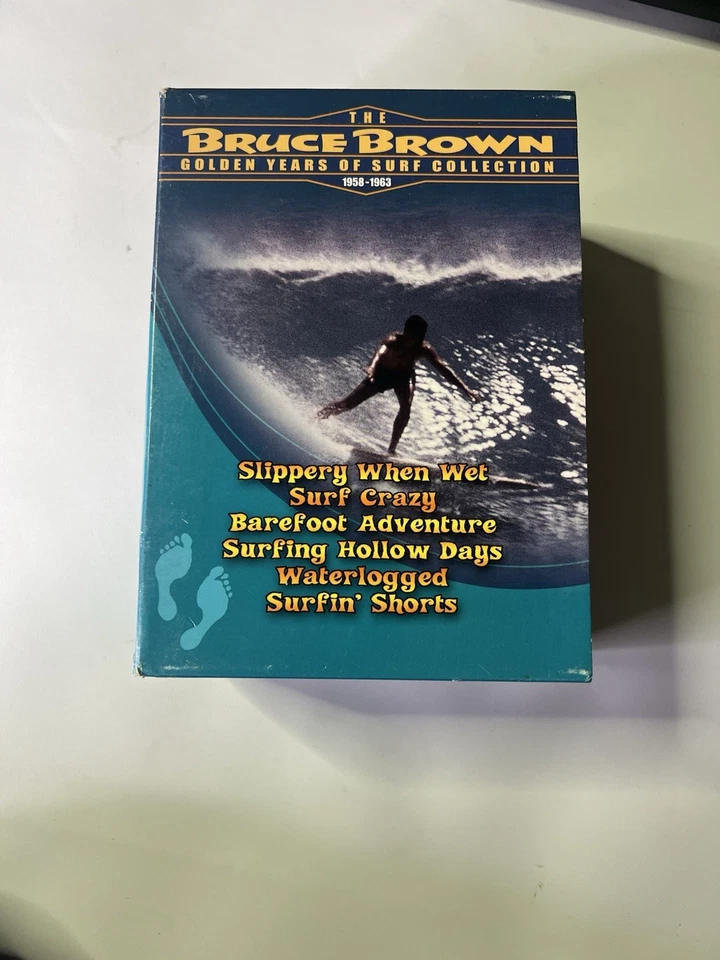 THE
BRUCE BROWN
GOLDEN YEARS OF SURF COLLECTION
1958-1963
Slippery When Wet
Surf Crazy
Barefoot Adventure
Surfing Hollow Days
Waterlogged
Surfin' Shorts